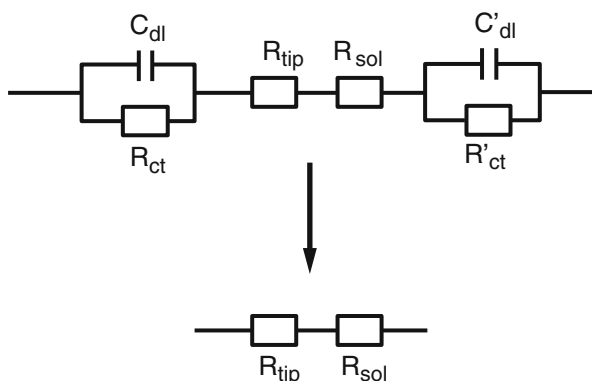 C_dl
R_tip
R_sol
C'_dl
R_ct
R'_ct
R_tip
R_sol